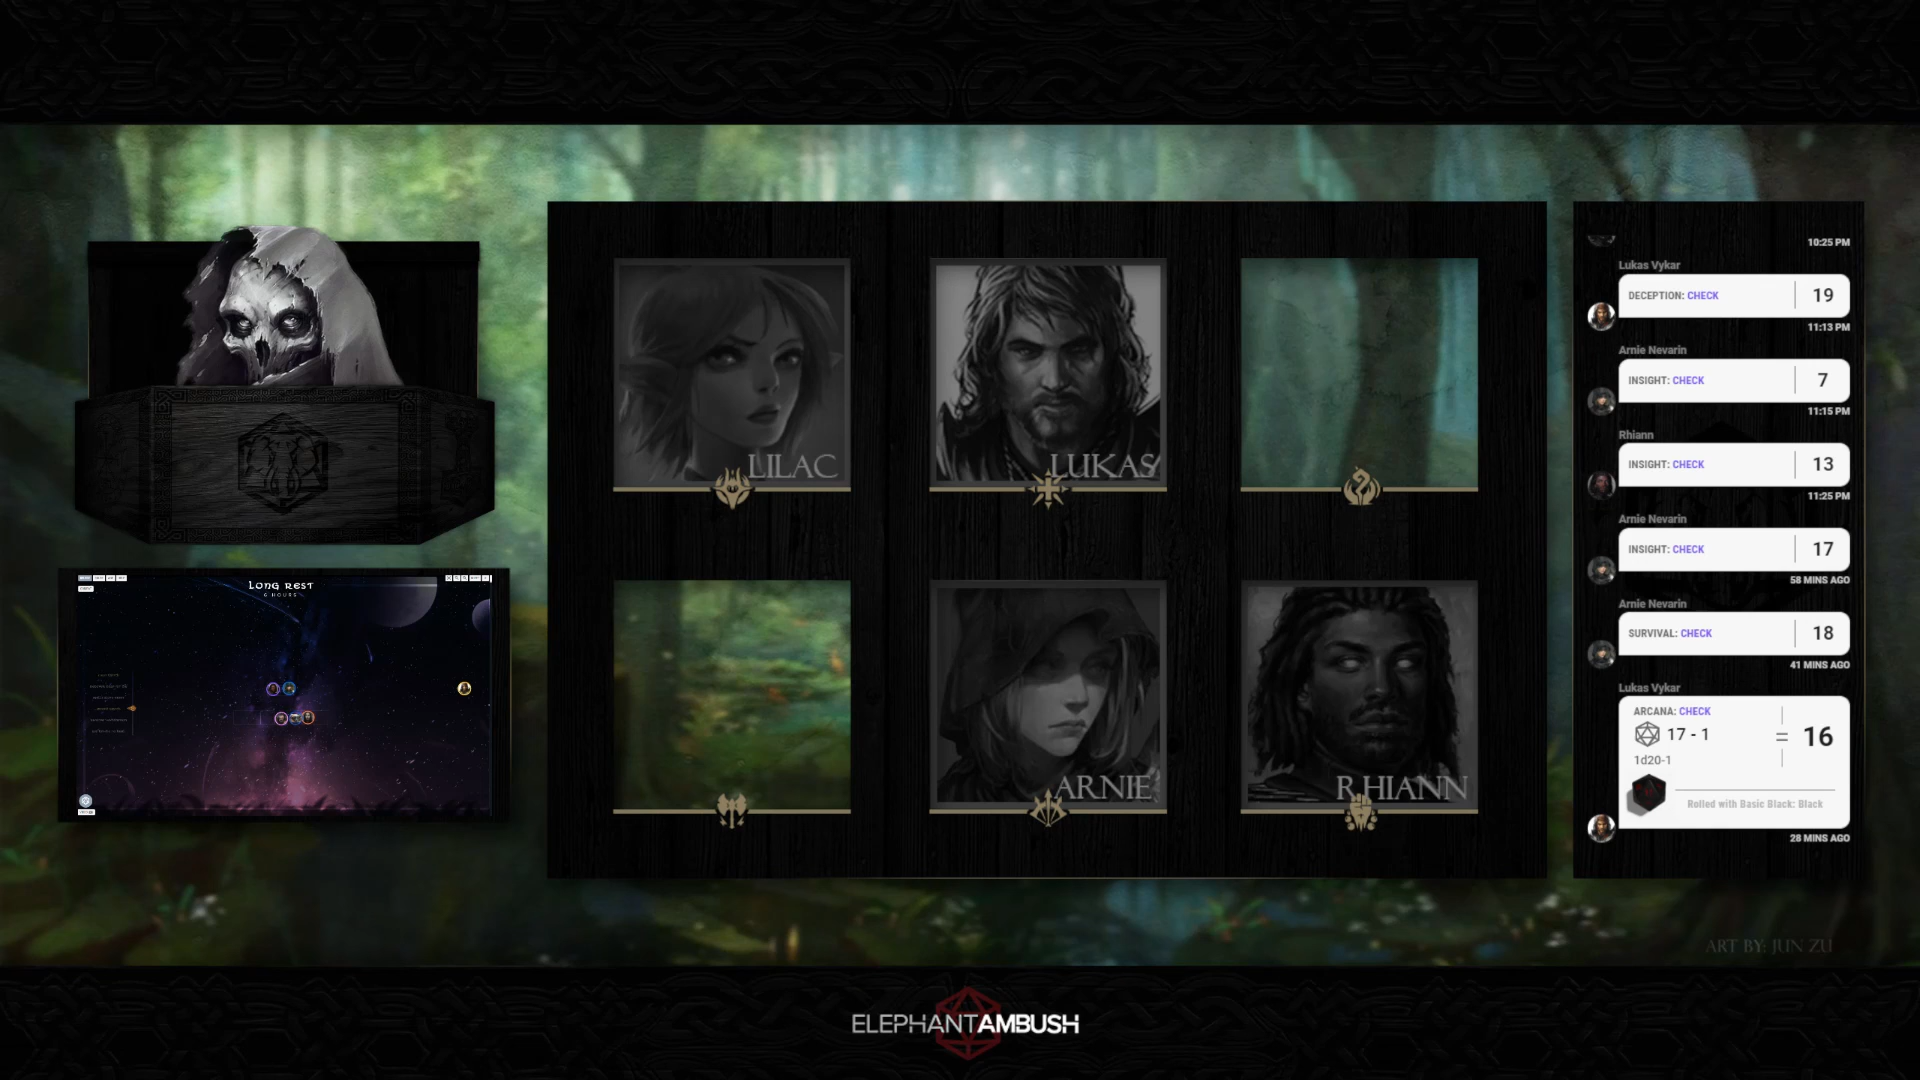 LONG REST
6 HOURS
LILAC
LUKAS
ARNIE
RHIANN
10:25 PM
Lukas Vykar
DECEPTION: CHECK 19
11:13 PM
Arnie Nevarin
INSIGHT: CHECK 7
11:15 PM
Rhiann
INSIGHT: CHECK 13
11:25 PM
Arnie Nevarin
INSIGHT: CHECK 17
58 MINS AGO
Arnie Nevarin
SURVIVAL: CHECK 18
41 MINS AGO
Lukas Vykar
ARCANA: CHECK
17 - 1 = 16
1d20-1
Rolled with Basic Black: Black
28 MINS AGO
ART BY: JUN ZU
ELEPHANTAMBUSH